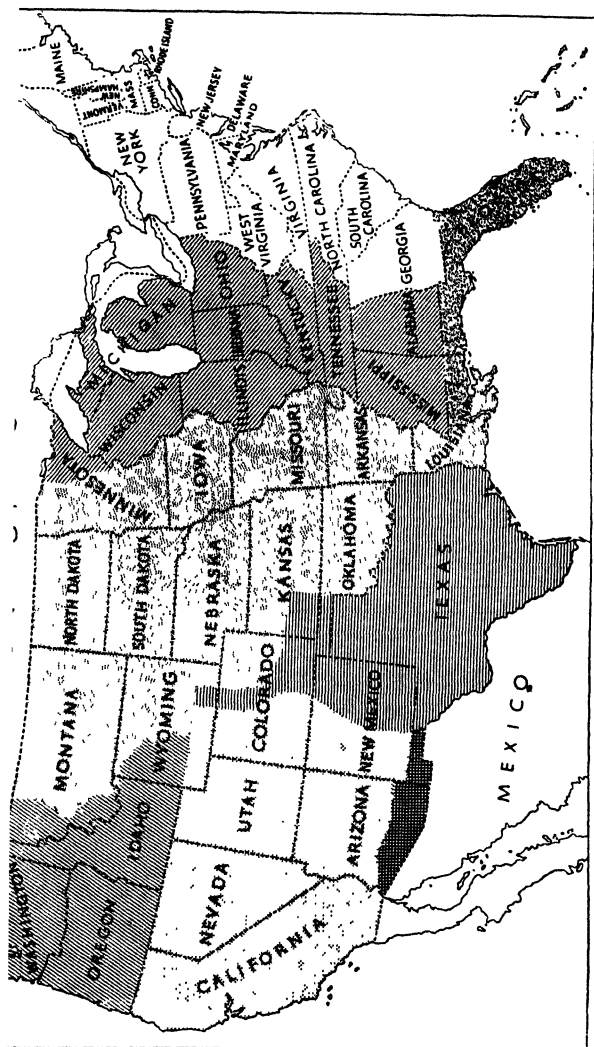 MAINE
NEW HAMPSHIRE
VERMONT
MASS
CONN
RHODE ISLAND
NEW YORK
NEW JERSEY
PENNSYLVANIA
DELAWARE
MARYLAND
WEST VIRGINIA
VIRGINIA
NORTH CAROLINA
SOUTH CAROLINA
GEORGIA
MICHIGAN
OHIO
KENTUCKY
TENNESSEE
ALABAMA
MISSISSIPPI
WISCONSIN
ILLINOIS
MINNESOTA
IOWA
MISSOURI
ARKANSAS
LOUISIANA
NORTH DAKOTA
SOUTH DAKOTA
NEBRASKA
KANSAS
OKLAHOMA
TEXAS
MONTANA
WYOMING
COLORADO
NEW MEXICO
IDAHO
UTAH
ARIZONA
WASHINGTON
OREGON
NEVADA
CALIFORNIA
MEXICO